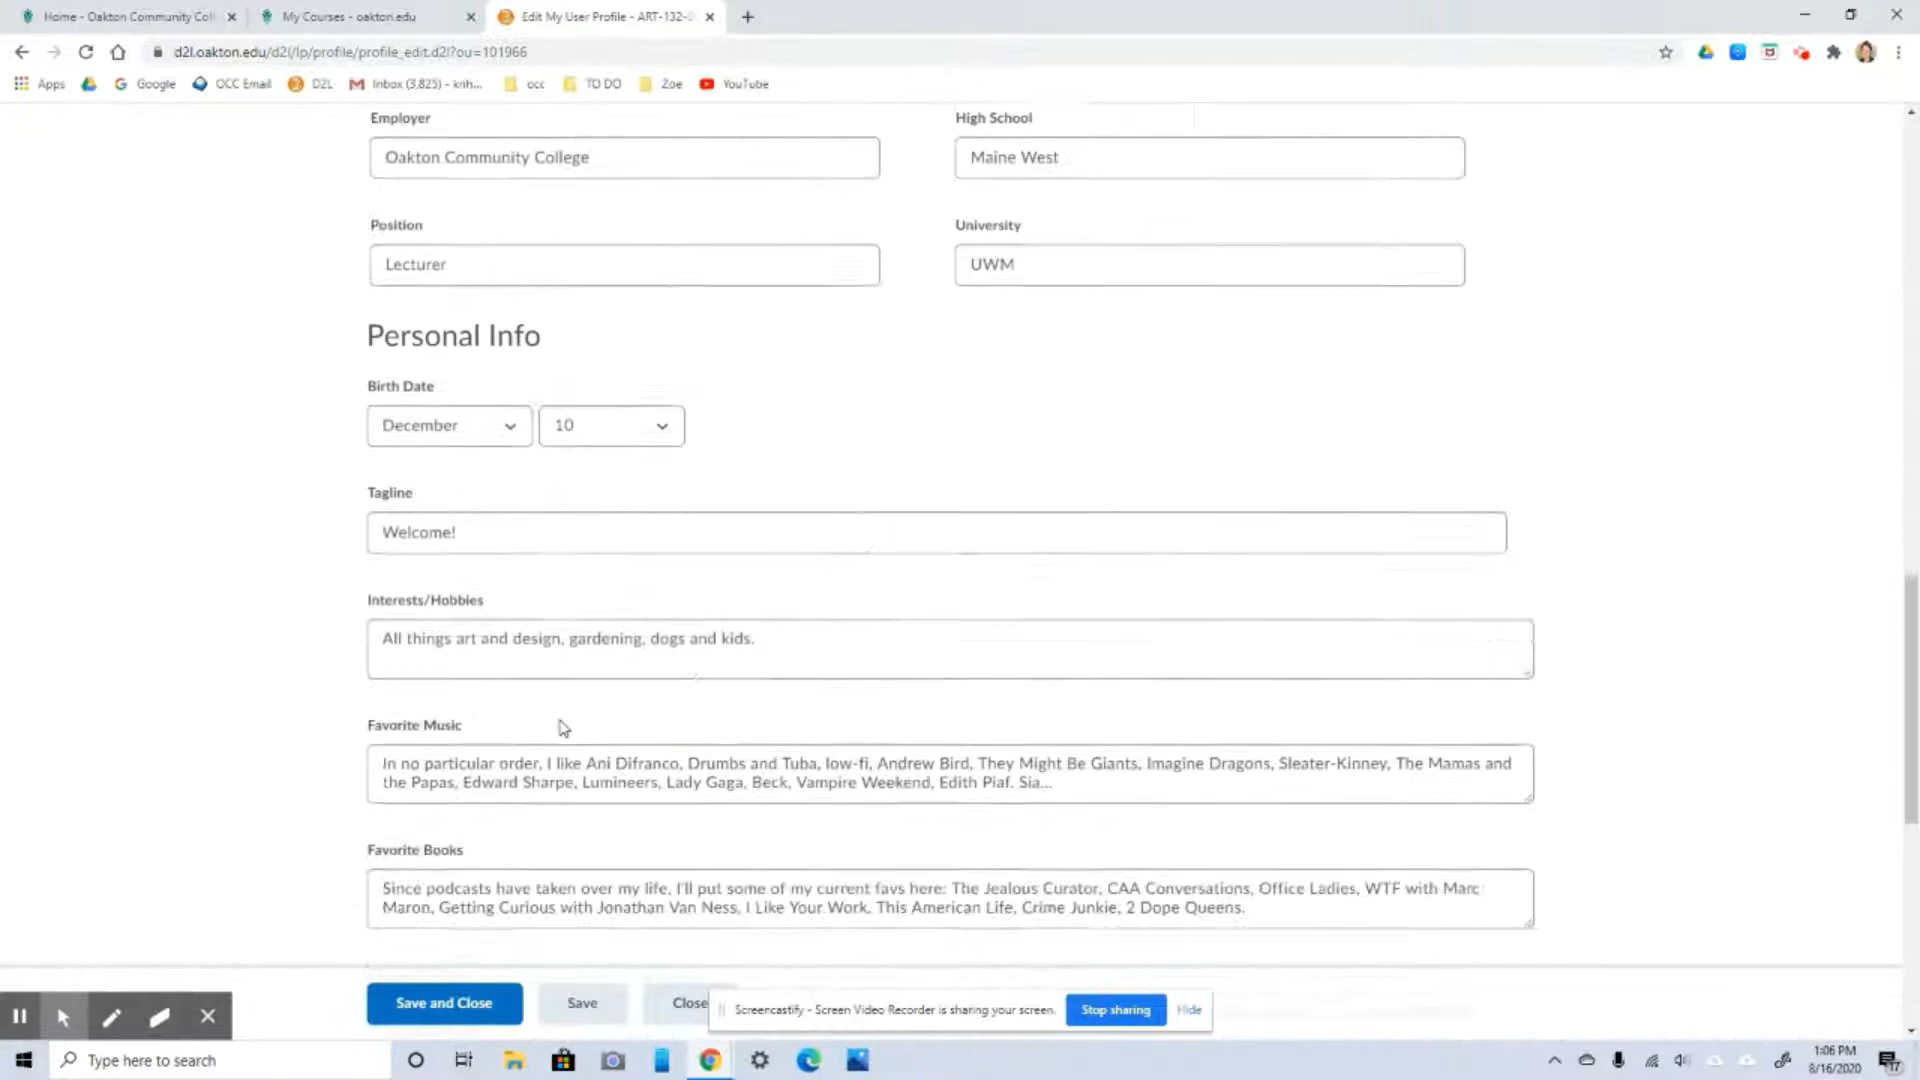 Home - Oakton Community Coll
My Courses - oakton.edu
Edit My User Profile - ART-132-0
d2l.oakton.edu/d2l/lp/profile/profile_edit.d2l?ou=101966
Apps
Google
OCC Email
D2L
Inbox (3,825) - krih...
occ
TO DO
Zoe
YouTube
Employer
High School
Oakton Community College
Maine West
Position
University
Lecturer
UWM
Personal Info
Birth Date
December
10
Tagline
Welcome!
Interests/Hobbies
All things art and design, gardening, dogs and kids.
Favorite Music
In no particular order, I like Ani Difranco, Drumbs and Tuba, low-fi, Andrew Bird, They Might Be Giants, Imagine Dragons, Sleater-Kinney, The Mamas and
the Papas, Edward Sharpe, Lumineers, Lady Gaga, Beck, Vampire Weekend, Edith Piaf. Sia...
Favorite Books
Since podcasts have taken over my life, I'll put some of my current favs here: The Jealous Curator, CAA Conversations, Office Ladies, WTF with Marc
Maron, Getting Curious with Jonathan Van Ness, I Like Your Work. This American Life, Crime Junkie, 2 Dope Queens.
Save and Close
Save
Close
Screencastify - Screen Video Recorder is sharing your screen.
Stop sharing
Hide
Type here to search
1:06 PM
8/16/2020
17